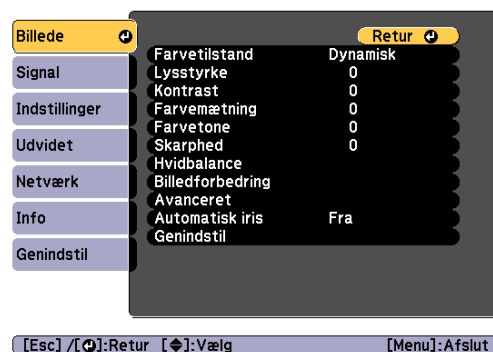 Billede
Signal
Indstillinger
Udvidet
Netværk
Info
Genindstil
Retur
Farvetilstand Dynamisk
Lysstyrke 0
Kontrast 0
Farvemætning 0
Farvetone 0
Skarphed 0
Hvidbalance
Billedforbedring
Avanceret
Automatisk iris Fra
Genindstil
[Esc] /[]:Retur []:Vælg [Menu]:Afslut